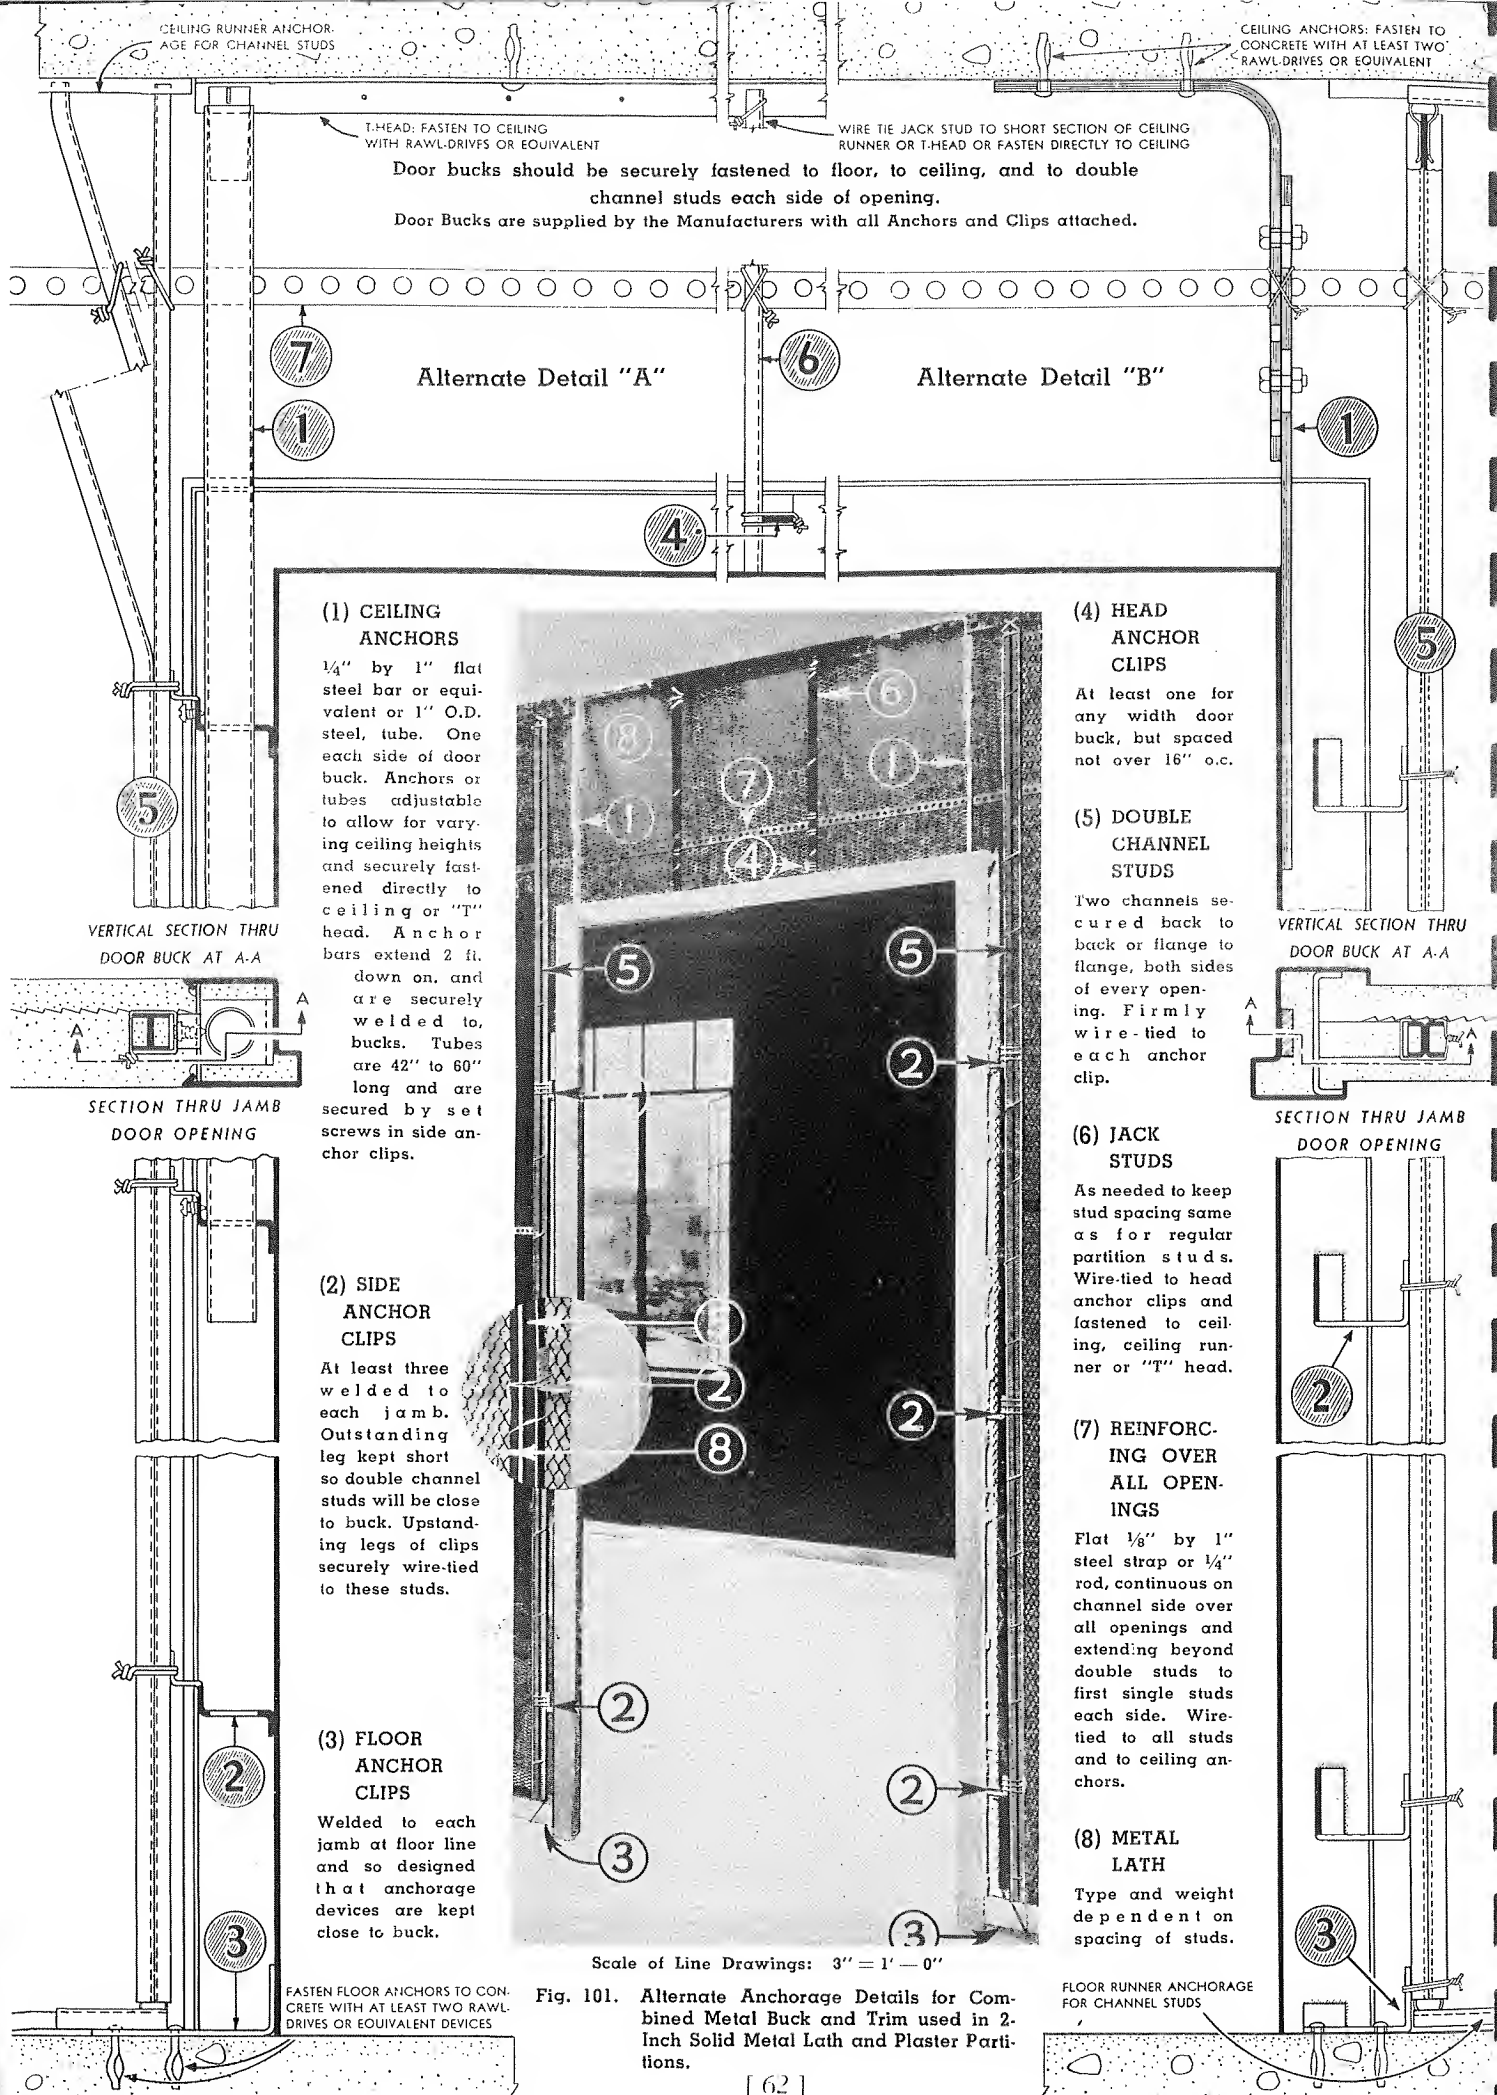 CEILING RUNNER ANCHOR-
AGE FOR CHANNEL STUDS
CEILING ANCHORS: FASTEN TO
CONCRETE WITH AT LEAST TWO
RAWL-DRIVES OR EQUIVALENT
T-HEAD: FASTEN TO CEILING
WITH RAWL-DRIVES OR EQUIVALENT
WIRE TIE JACK STUD TO SHORT SECTION OF CEILING
RUNNER OR T-HEAD OR FASTEN DIRECTLY TO CEILING
Door bucks should be securely fastened to floor, to ceiling, and to double
channel studs each side of opening.
Door Bucks are supplied by the Manufacturers with all Anchors and Clips attached.
7
Alternate Detail "A"
6
Alternate Detail "B"
1
1
4
5
5
(1) CEILING
ANCHORS
1/4" by 1" flat
steel bar or equi-
valent or 1" O.D.
steel, tube. One
each side of door
buck. Anchors or
tubes adjustable
to allow for vary-
ing ceiling heights
and securely fast-
ened directly to
ceiling or "T"
head. Anchor
bars extend 2 ft.
down on, and
are securely
welded to,
bucks. Tubes
are 42" to 60"
long and are
secured by set
screws in side an-
chor clips.
VERTICAL SECTION THRU
DOOR BUCK AT A-A
A
A
SECTION THRU JAMB
DOOR OPENING
(2) SIDE
ANCHOR
CLIPS
At least three
welded to
each jamb.
Outstanding
leg kept short
so double channel
studs will be close
to buck. Upstand-
ing legs of clips
securely wire-tied
to these studs.
2
(3) FLOOR
ANCHOR
CLIPS
Welded to each
jamb at floor line
and so designed
that anchorage
devices are kept
close to buck.
3
FASTEN FLOOR ANCHORS TO CON-
CRETE WITH AT LEAST TWO RAWL-
DRIVES OR EQUIVALENT DEVICES
6
8
1
7
1
4
5
5
2
2
2
8
2
2
3
3
(4) HEAD
ANCHOR
CLIPS
At least one for
any width door
buck, but spaced
not over 16" o.c.
(5) DOUBLE
CHANNEL
STUDS
Two channels se-
cured back to
back or flange to
flange, both sides
of every open-
ing. Firmly
wire-tied to
each anchor
clip.
(6) JACK
STUDS
As needed to keep
stud spacing same
as for regular
partition studs.
Wire-tied to head
anchor clips and
fastened to ceil-
ing, ceiling run-
ner or "T" head.
(7) REINFORC-
ING OVER
ALL OPEN-
INGS
Flat 1/8" by 1"
steel strap or 1/4"
rod, continuous on
channel side over
all openings and
extending beyond
double studs to
first single studs
each side. Wire-
tied to all studs
and to ceiling an-
chors.
(8) METAL
LATH
Type and weight
dependent on
spacing of studs.
VERTICAL SECTION THRU
DOOR BUCK AT A-A
A
A
SECTION THRU JAMB
DOOR OPENING
2
3
FLOOR RUNNER ANCHORAGE
FOR CHANNEL STUDS
Scale of Line Drawings: 3" = 1' — 0"
Fig. 101. Alternate Anchorage Details for Com-
bined Metal Buck and Trim used in 2-
Inch Solid Metal Lath and Plaster Parti-
tions.
[ 62 ]